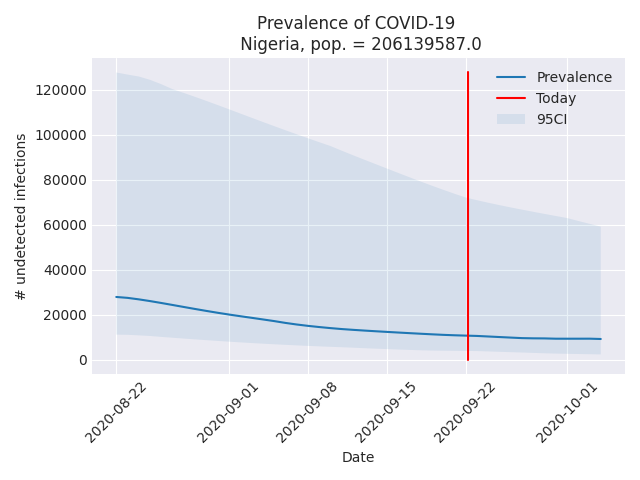 Prevalence of COVID-19
Nigeria, pop. = 206139587.0
Prevalence
Today
95CI
120000
100000
80000
60000
40000
20000
0
# undetected infections
2020-08-22
2020-09-01
2020-09-08
2020-09-15
2020-09-22
2020-10-01
Date